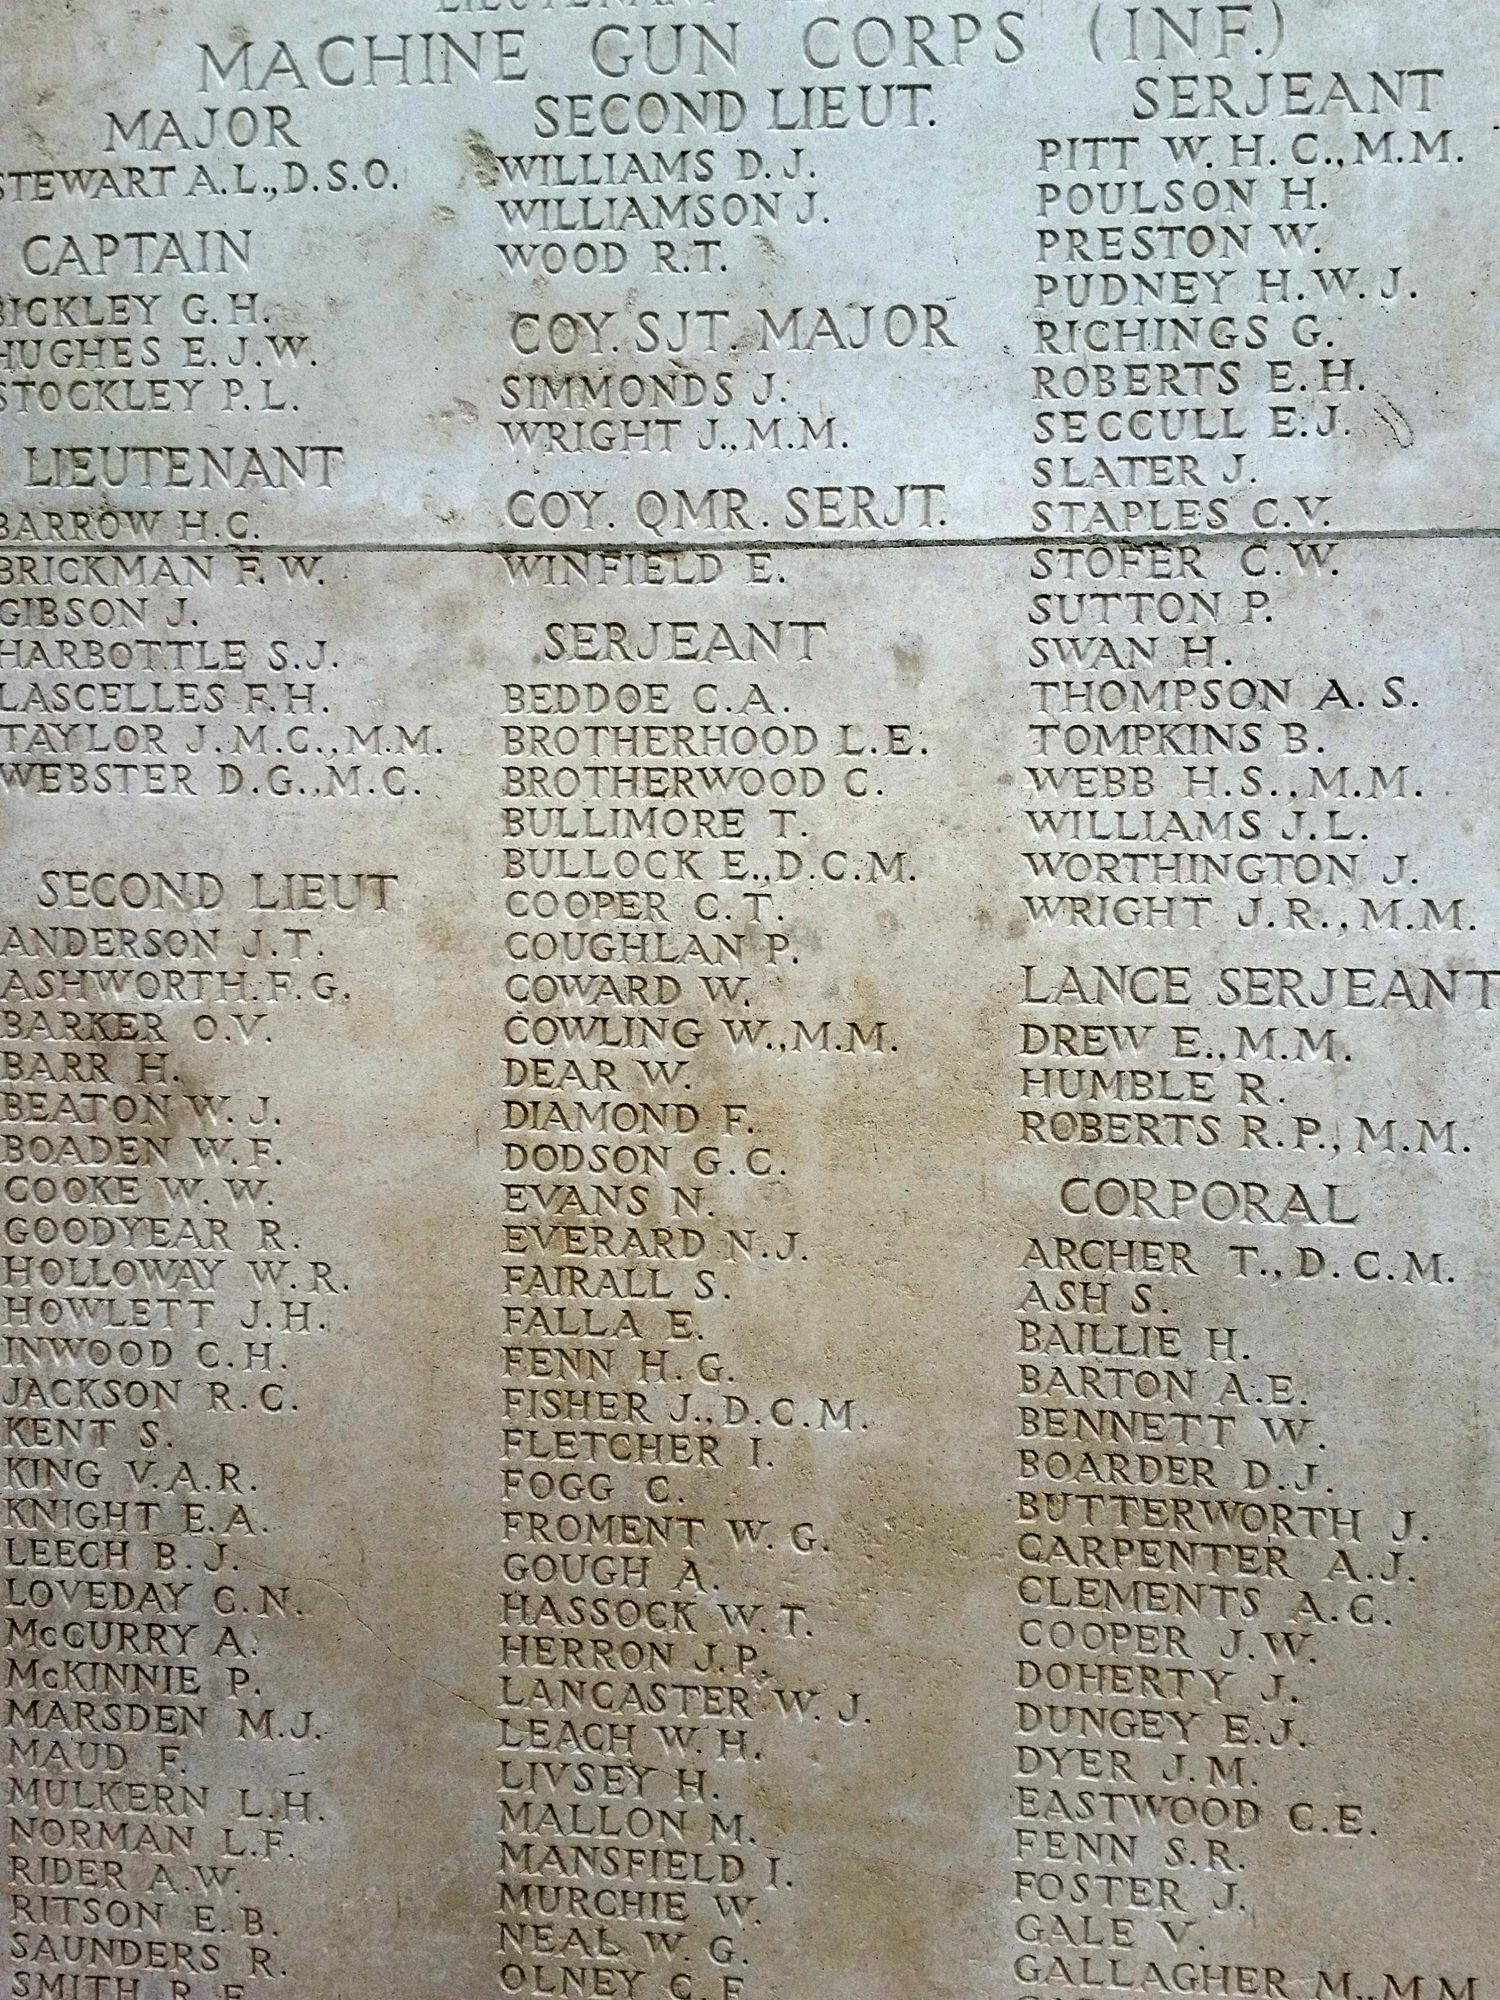 LIEUTENANT
MACHINE GUN CORPS (INF.)
MAJOR
STEWART A.L., D.S.O.
CAPTAIN
BICKLEY G.H.
HUGHES E.J.W.
STOCKLEY P.L.
LIEUTENANT
BARROW H.C.
BRICKMAN F.W.
GIBSON J.
HARBOTTLE S.J.
LASCELLES F.H.
TAYLOR J.M.C., M.M.
WEBSTER D.G., M.C.
SECOND LIEUT
ANDERSON J.T.
ASHWORTH F.G.
BARKER O.V.
BARR H.
BEATON W.J.
BOADEN W.F.
COOKE W.W.
GOODYEAR R.
HOLLOWAY W.R.
HOWLETT J.H.
INWOOD C.H.
JACKSON R.C.
KENT S.
KING V.A.R.
KNIGHT E.A.
LEECH B.J.
LOVEDAY G.N.
McCURRY A.
McKINNIE P.
MARSDEN M.J.
MAUD F.
MULKERN L.H.
NORMAN L.F.
RIDER A.W.
RITSON E.B.
SAUNDERS R.
SMITH R.F.
SECOND LIEUT.
WILLIAMS D.J.
WILLIAMSON J.
WOOD R.T.
COY. SJT. MAJOR
SIMMONDS J.
WRIGHT J., M.M.
COY. QMR. SERJT.
WINFIELD E.
SERJEANT
BEDDOE C.A.
BROTHERHOOD L.E.
BROTHERWOOD C.
BULLIMORE T.
BULLOCK E., D.C.M.
COOPER C.T.
COUGHLAN P.
COWARD W.
COWLING W., M.M.
DEAR W.
DIAMOND F.
DODSON G.C.
EVANS N.
EVERARD N.J.
FAIRALL S.
FALLA E.
FENN H.G.
FISHER J., D.C.M.
FLETCHER I.
FOGG C.
FROMENT W.G.
GOUGH A.
HASSOCK W.T.
HERRON J.P.
LANCASTER W.J.
LEACH W.H.
LIVSEY H.
MALLON M.
MANSFIELD I.
MURCHIE W.
NEAL W.G.
OLNEY C.F.
SERJEANT
PITT W.H.C., M.M.
POULSON H.
PRESTON W.
PUDNEY H.W.J.
RICHINGS G.
ROBERTS E.H.
SECCULL E.J.
SLATER J.
STAPLES C.V.
STOFER C.W.
SUTTON P.
SWAN H.
THOMPSON A.S.
TOMPKINS B.
WEBB H.S., M.M.
WILLIAMS J.L.
WORTHINGTON J.
WRIGHT J.R., M.M.
LANCE SERJEANT
DREW E., M.M.
HUMBLE R.
ROBERTS R.P., M.M.
CORPORAL
ARCHER T., D.C.M.
ASH S.
BAILLIE H.
BARTON A.E.
BENNETT W.
BOARDER D.J.
BUTTERWORTH J.
CARPENTER A.J.
CLEMENTS A.C.
COOPER J.W.
DOHERTY J.
DUNGEY E.J.
DYER J.M.
EASTWOOD C.E.
FENN S.R.
FOSTER J.
GALE V.
GALLAGHER M., M.M.